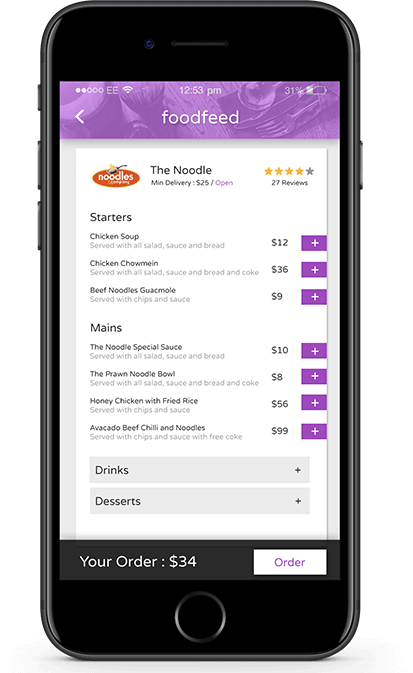 EE 12:53 pm 31%
foodfeed
noodles
& company
The Noodle
Min Delivery : $25 / Open
27 Reviews
Starters
Chicken Soup
Served with all salad, sauce and bread
$12 +
Chicken Chowmein
Served with all salad, sauce and bread and coke
$36 +
Beef Noodles Guacmole
Served with chips and sauce
$9 +
Mains
The Noodle Special Sauce
Served with all salad, sauce and bread
$10 +
The Prawn Noodle Bowl
Served with all salad, sauce and bread and coke
$8 +
Honey Chicken with Fried Rice
Served with chips and sauce
$56 +
Avacado Beef Chilli and Noodles
Served with chips and sauce with free coke
$99 +
Drinks +
Desserts +
Your Order : $34 Order